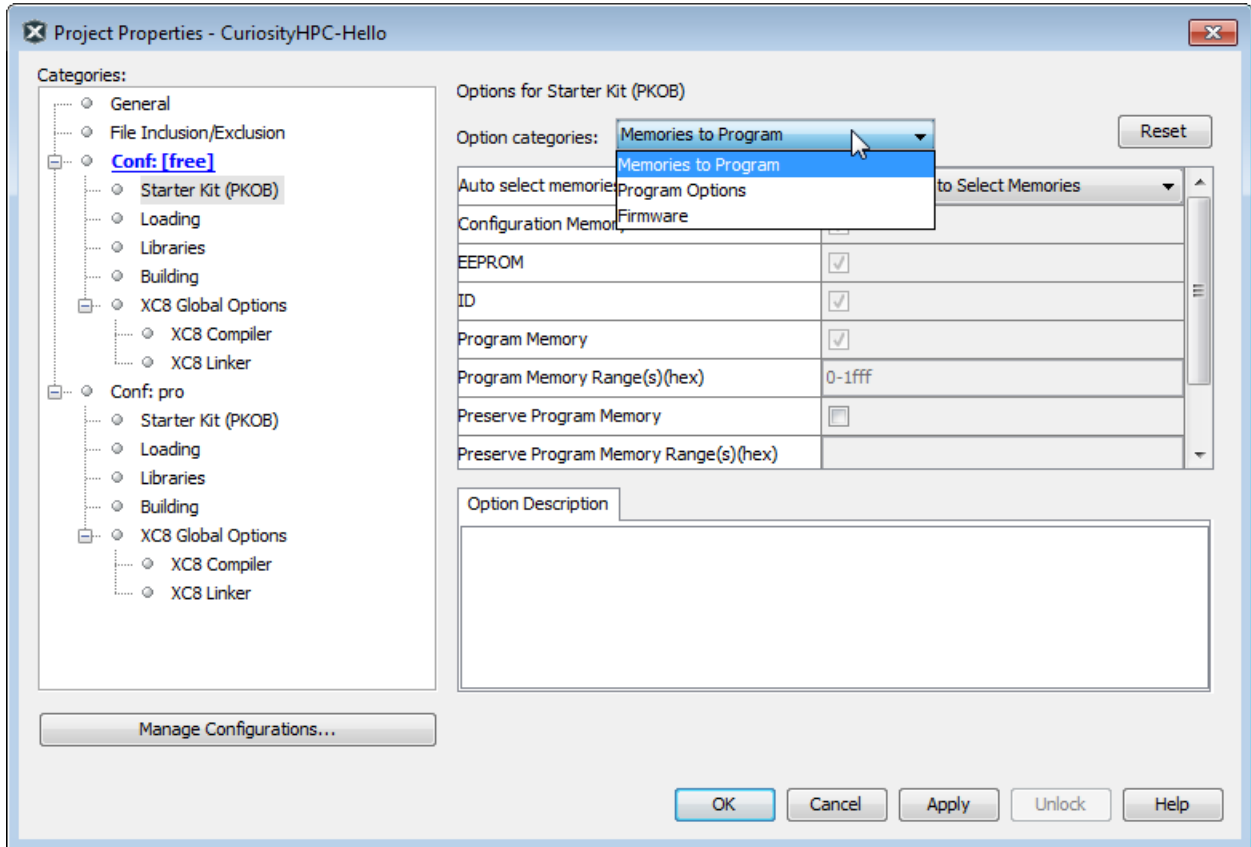 Project Properties - CuriosityHPC-Hello
Categories:
General
File Inclusion/Exclusion
Conf: [free]
Starter Kit (PKOB)
Loading
Libraries
Building
XC8 Global Options
XC8 Compiler
XC8 Linker
Conf: pro
Starter Kit (PKOB)
Loading
Libraries
Building
XC8 Global Options
XC8 Compiler
XC8 Linker
Manage Configurations...
Options for Starter Kit (PKOB)
Option categories: Memories to Program
Reset
Memories to Program
Program Options
Firmware
Auto select memories to Select Memories
Configuration Memory
EEPROM
ID
Program Memory
Program Memory Range(s)(hex) 0-1fff
Preserve Program Memory
Preserve Program Memory Range(s)(hex)
Option Description
OK Cancel Apply Unlock Help